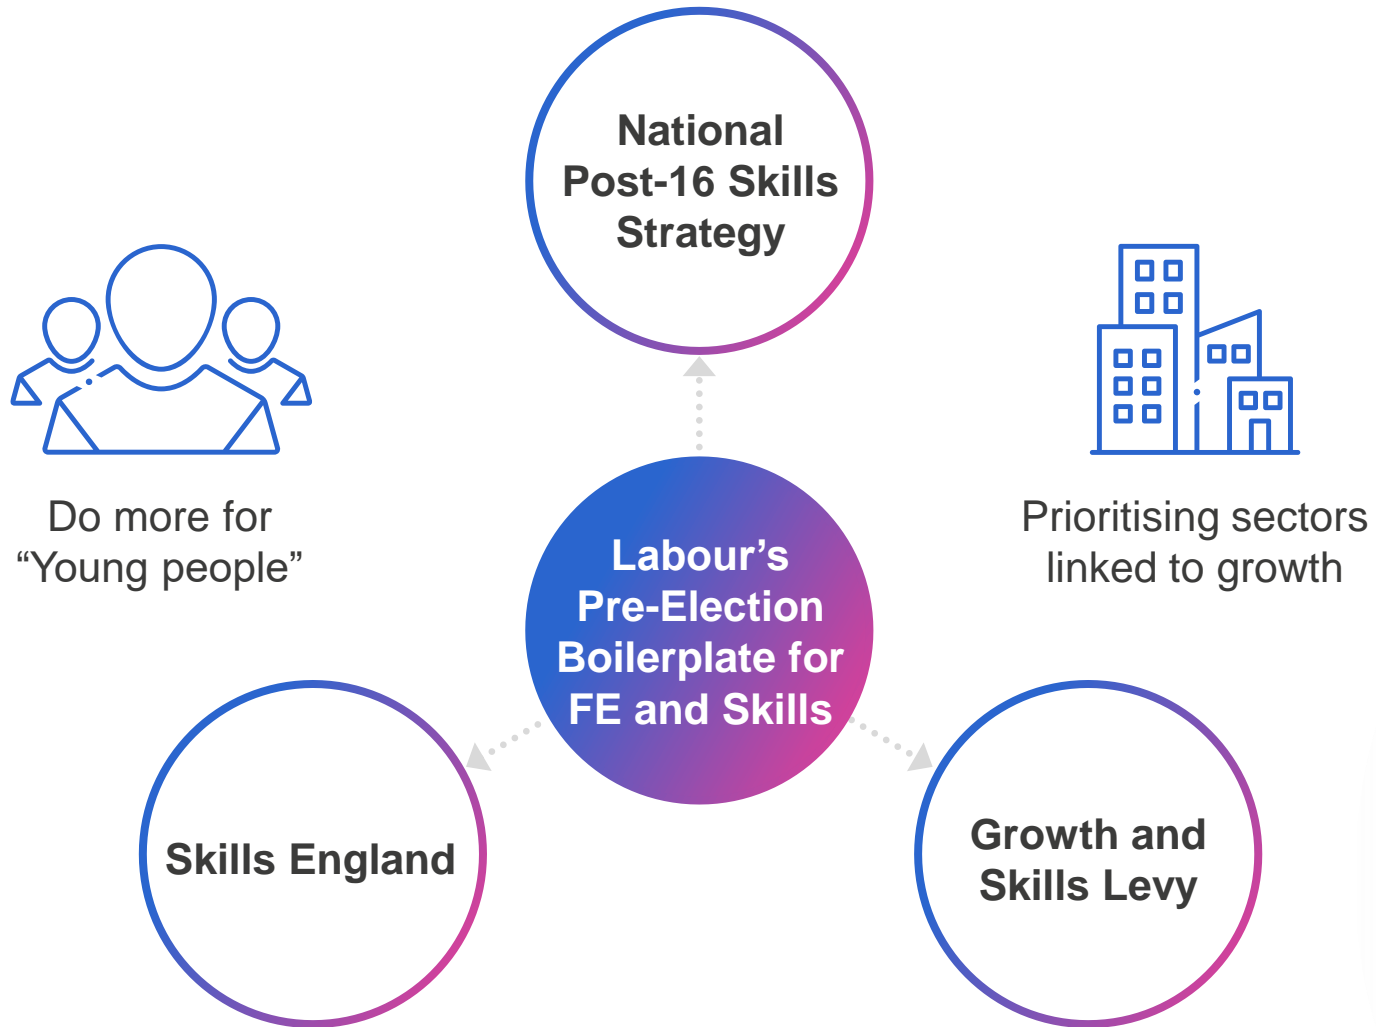 National
Post-16 Skills
Strategy
Do more for
“Young people”
Prioritising sectors
linked to growth
Labour’s
Pre-Election
Boilerplate for
FE and Skills
Skills England
Growth and
Skills Levy